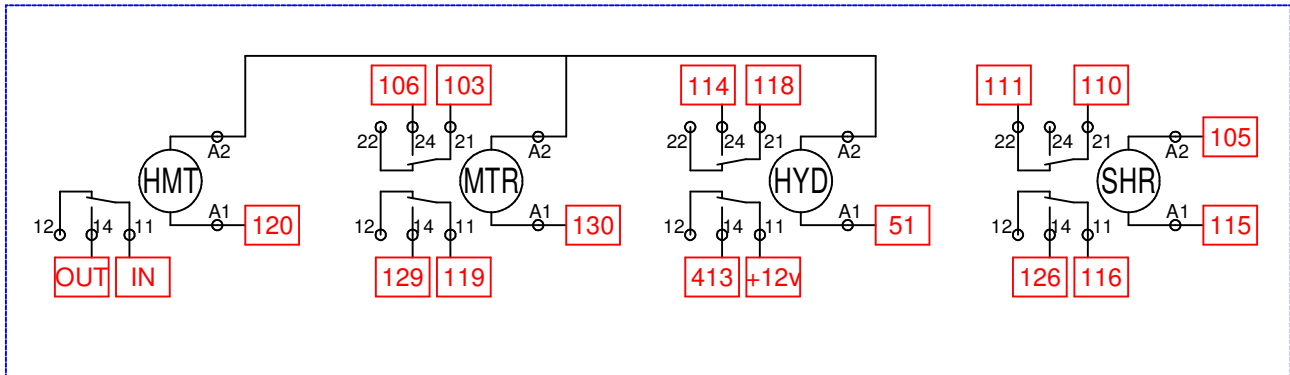 106 103 114 118 111 110
22 24 21 22 24 21 22 24 21
A2 A2 A2 A2 105
HMT MTR HYD SHR
12 14 11 A1 120 12 14 11 A1 130 12 14 11 A1 51 12 14 11 A1 115
OUT IN 129 119 413 +12v 126 116